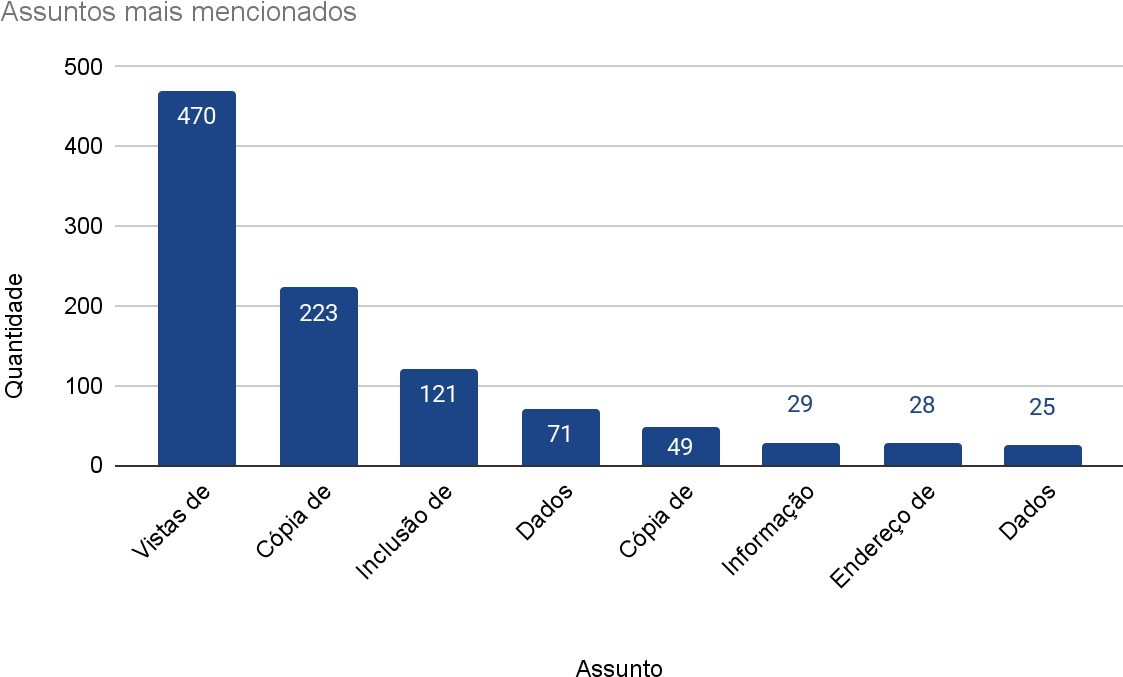 Assuntos mais mencionados
Quantidade
500
400
300
200
100
0
470
223
121
71
49
29
28
25
Vistas de
Cópia de
Inclusão de
Dados
Cópia de
Informação
Endereço de
Dados
Assunto